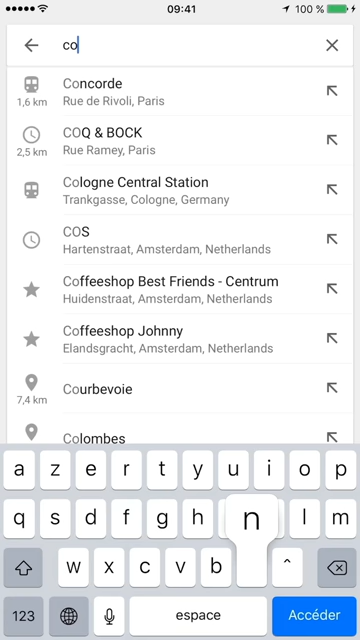 09:41
100 %
co
Concorde
Rue de Rivoli, Paris
1,6 km
COQ & BOCK
Rue Ramey, Paris
2,5 km
Cologne Central Station
Trankgasse, Cologne, Germany
COS
Hartenstraat, Amsterdam, Netherlands
Coffeeshop Best Friends - Centrum
Huidenstraat, Amsterdam, Netherlands
Coffeeshop Johnny
Elandsgracht, Amsterdam, Netherlands
Courbevoie
7,4 km
Colombes
a z e r t y u i o p
q s d f g h n l m
w x c v b ^
123 espace Accéder